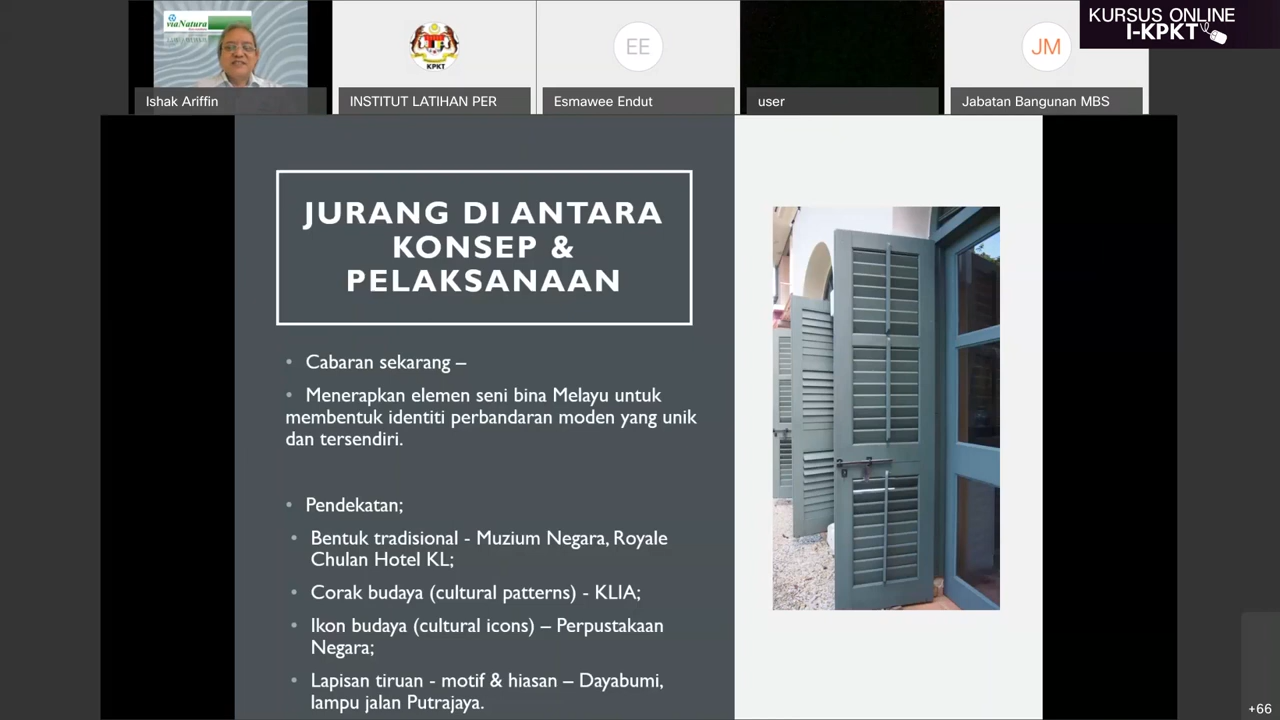 viaNatura
KPKT
EE
JM
KURSUS ONLINE
I-KPKT
Ishak Ariffin
INSTITUT LATIHAN PER
Esmawee Endut
user
Jabatan Bangunan MBS
JURANG DI ANTARA
KONSEP &
PELAKSANAAN
• Cabaran sekarang –
• Menerapkan elemen seni bina Melayu untuk
membentuk identiti perbandaran moden yang unik
dan tersendiri.
• Pendekatan;
• Bentuk tradisional - Muzium Negara, Royale
Chulan Hotel KL;
• Corak budaya (cultural patterns) - KLIA;
• Ikon budaya (cultural icons) – Perpustakaan
Negara;
• Lapisan tiruan - motif & hiasan – Dayabumi,
lampu jalan Putrajaya.
+66